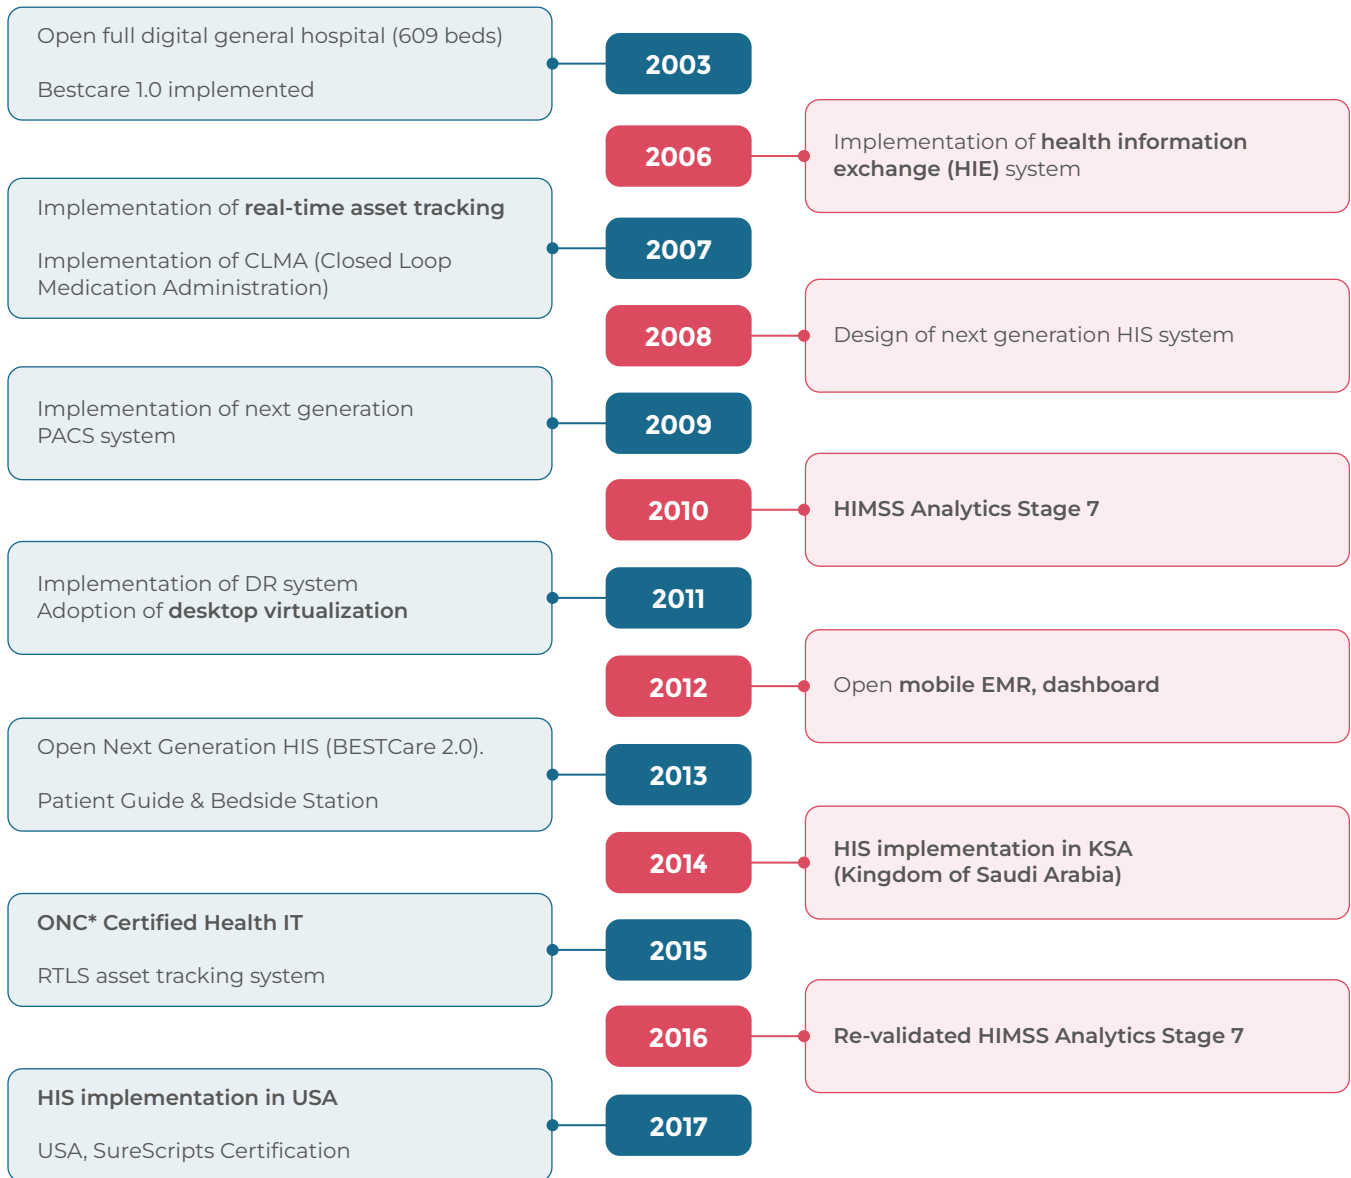 Open full digital general hospital (609 beds)
Bestcare 1.0 implemented
2003
2006
Implementation of health information
exchange (HIE) system
Implementation of real-time asset tracking
Implementation of CLMA (Closed Loop
Medication Administration)
2007
2008
Design of next generation HIS system
Implementation of next generation
PACS system
2009
2010
HIMSS Analytics Stage 7
Implementation of DR system
Adoption of desktop virtualization
2011
2012
Open mobile EMR, dashboard
Open Next Generation HIS (BESTCare 2.0).
Patient Guide & Bedside Station
2013
2014
HIS implementation in KSA
(Kingdom of Saudi Arabia)
ONC* Certified Health IT
RTLS asset tracking system
2015
2016
Re-validated HIMSS Analytics Stage 7
HIS implementation in USA
USA, SureScripts Certification
2017